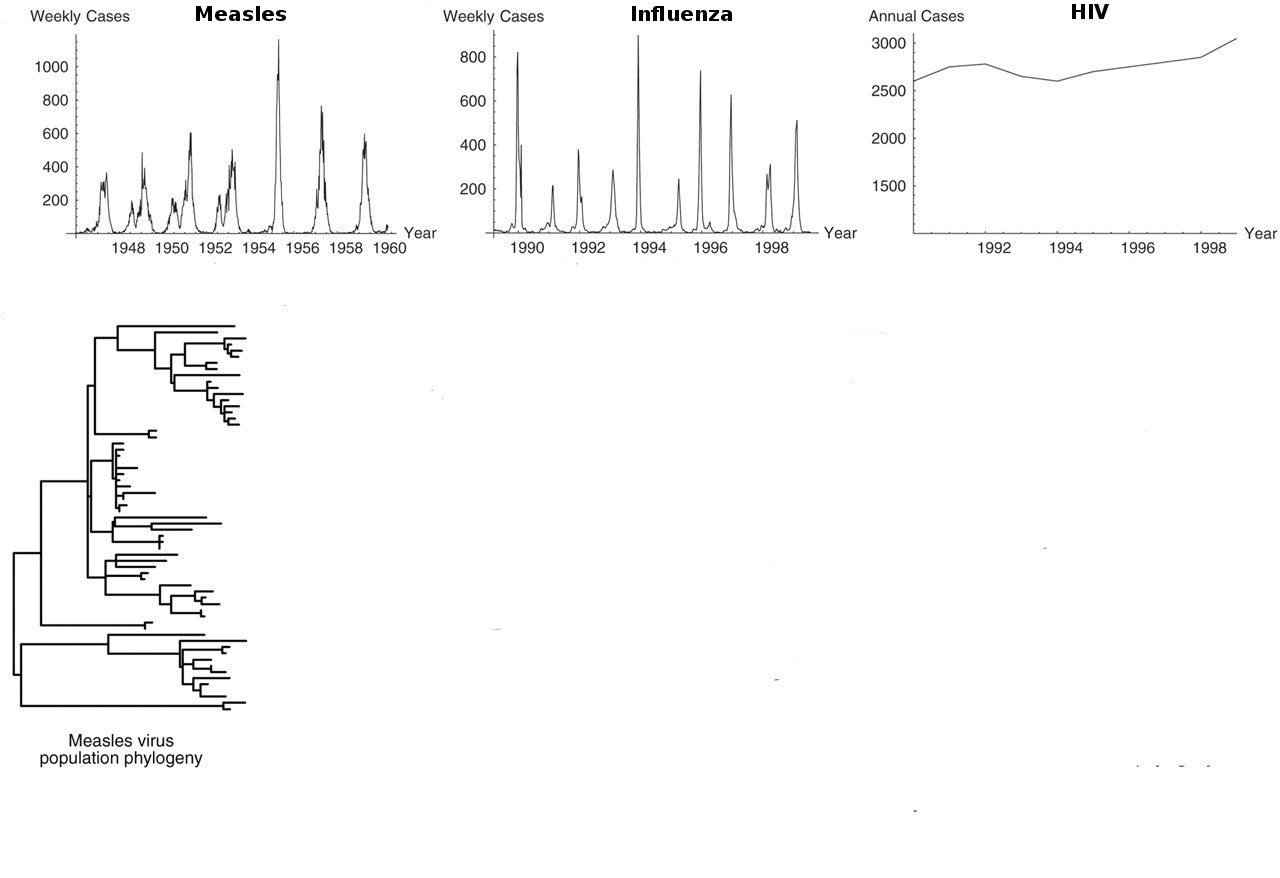 Measles
Weekly Cases
1000
800
600
400
200
1948 1950 1952 1954 1956 1958 1960
Year
Influenza
Weekly Cases
800
600
400
200
1990 1992 1994 1996 1998
Year
HIV
Annual Cases
3000
2500
2000
1500
1992 1994 1996 1998
Year
Measles virus
population phylogeny